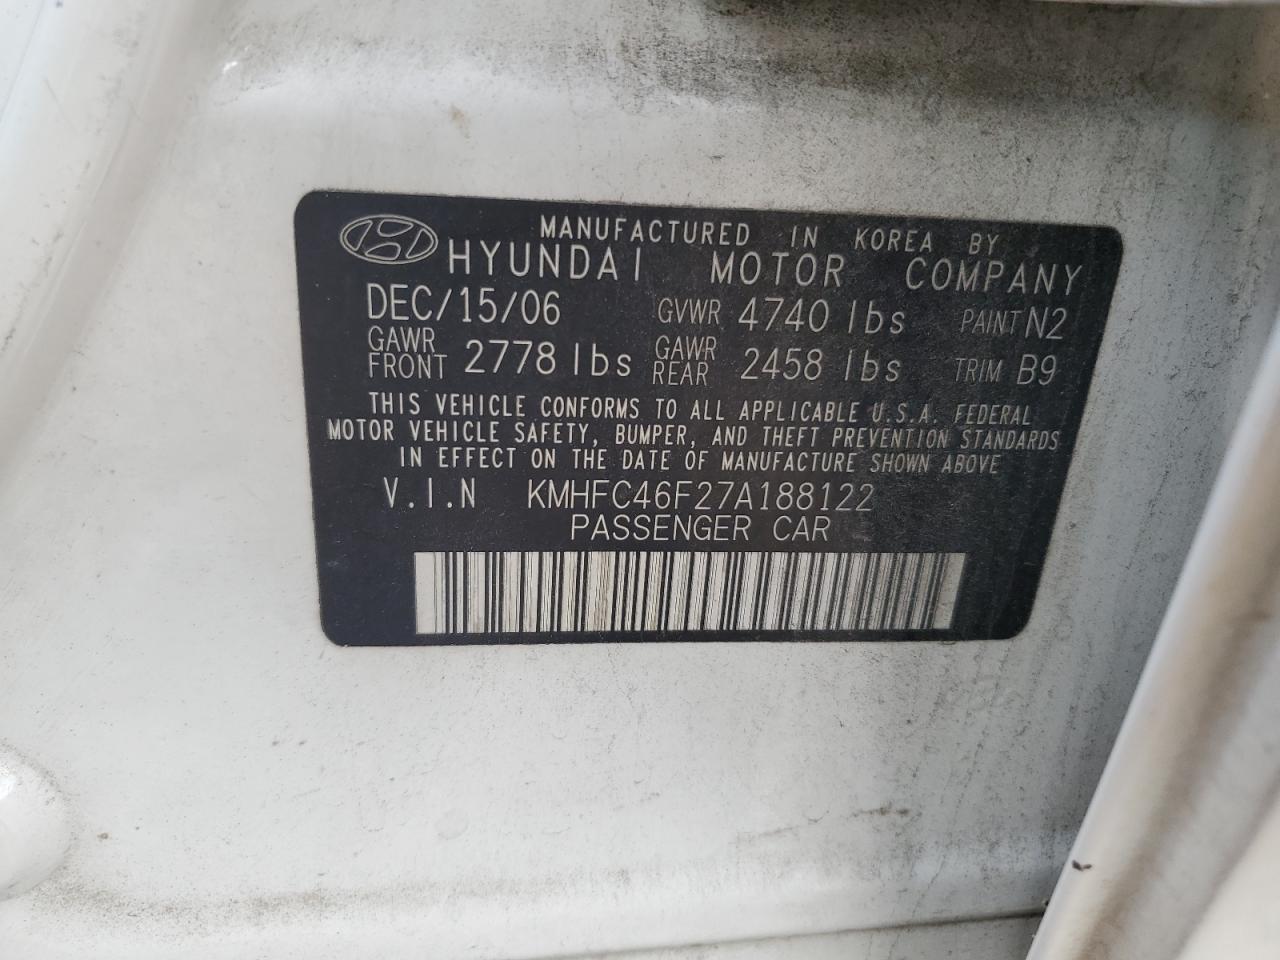 MANUFACTURED IN KOREA BY
HYUNDAI MOTOR COMPANY
DEC/15/06 GVWR 4740 lbs PAINT N2
GAWR FRONT 2778 lbs GAWR REAR 2458 lbs TRIM B9
THIS VEHICLE CONFORMS TO ALL APPLICABLE U.S.A. FEDERAL
MOTOR VEHICLE SAFETY, BUMPER, AND THEFT PREVENTION STANDARDS
IN EFFECT ON THE DATE OF MANUFACTURE SHOWN ABOVE
V.I.N KMHFC46F27A188122
PASSENGER CAR